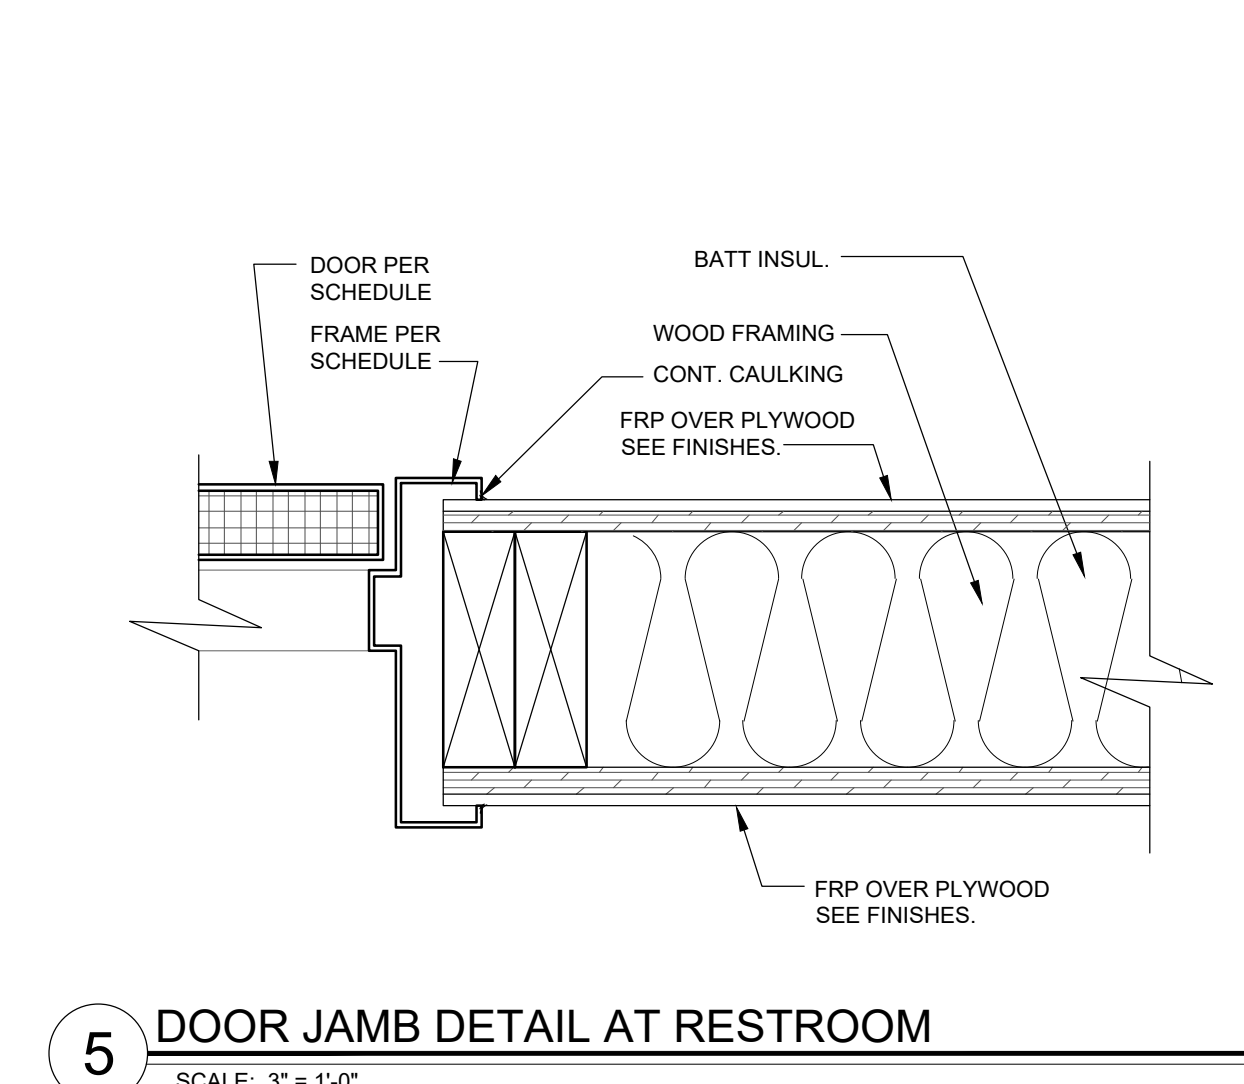 DOOR PER
SCHEDULE
BATT INSUL.
FRAME PER
SCHEDULE
WOOD FRAMING
CONT. CAULKING
FRP OVER PLYWOOD
SEE FINISHES.
FRP OVER PLYWOOD
SEE FINISHES.
5
DOOR JAMB DETAIL AT RESTROOM
SCALE: 3" = 1'-0"